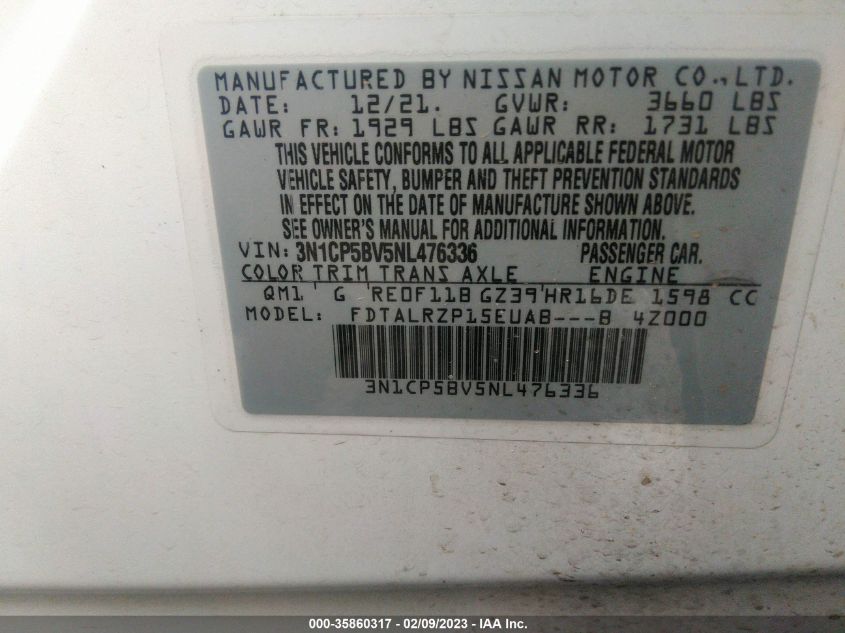 MANUFACTURED BY NISSAN MOTOR CO., LTD.
DATE: 12/21. GVWR: 3660 LBS
GAWR FR: 1929 LBS GAWR RR: 1731 LBS
THIS VEHICLE CONFORMS TO ALL APPLICABLE FEDERAL MOTOR
VEHICLE SAFETY, BUMPER AND THEFT PREVENTION STANDARDS
IN EFFECT ON THE DATE OF MANUFACTURE SHOWN ABOVE.
SEE OWNER'S MANUAL FOR ADDITIONAL INFORMATION.
VIN: 3N1CP5BV5NL476336 PASSENGER CAR.
COLOR TRIM TRANS AXLE ENGINE
QM1 G RE0F11B GZ39 HR16DE 1598 CC
MODEL: FDTALRZP15EUAB---B 4Z000
3N1CP5BV5NL476336
000-35860317 - 02/09/2023 - IAA Inc.